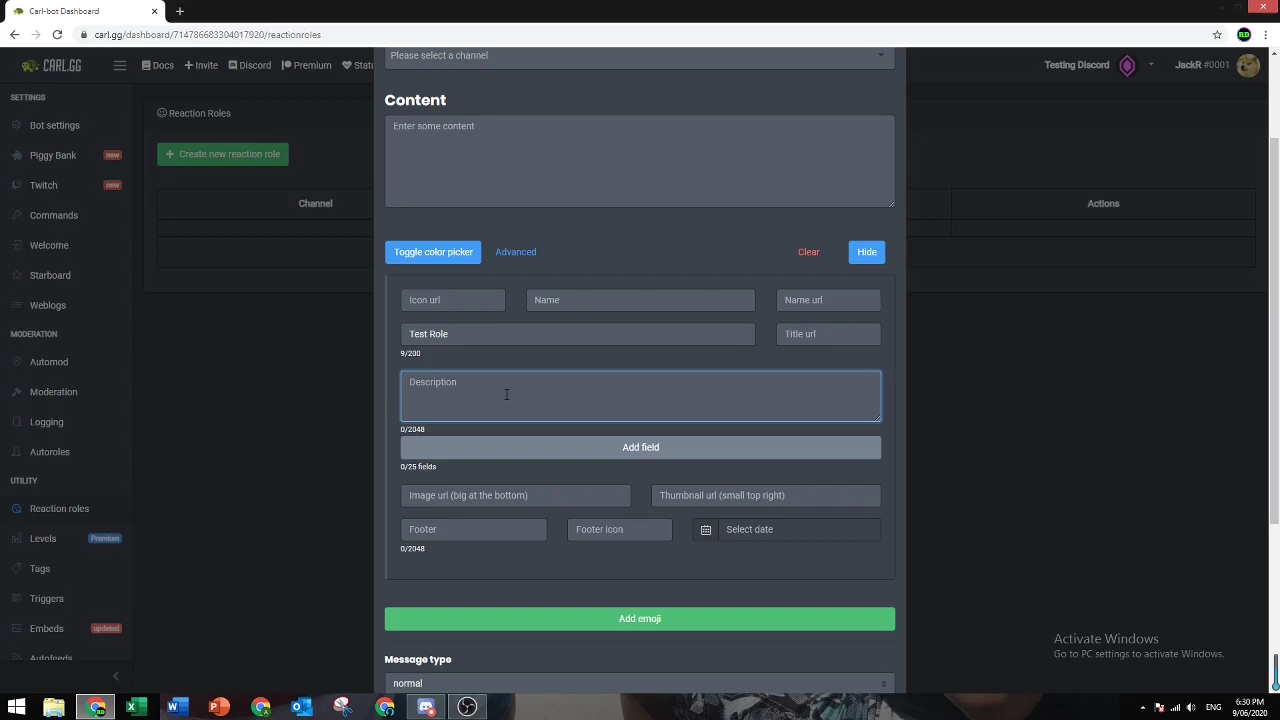 Carl-bot Dashboard
carl.gg/dashboard/714786683304017920/reactionroles
RD
CARL.GG
Docs
Invite
Discord
Premium
Statu
Testing Discord
JackR #0001
SETTINGS
Bot settings
Piggy Bank new
Twitch new
Commands
Welcome
Starboard
Weblogs
MODERATION
Automod
Moderation
Logging
Autoroles
UTILITY
Reaction roles
Levels Premium
Tags
Triggers
Embeds updated
Autofeeds
Reaction Roles
+ Create new reaction role
Channel
Actions
Please select a channel
Content
Enter some content
Toggle color picker Advanced Clear Hide
Icon url Name Name url
Test Role Title url
9/200
Description
0/2048
Add field
0/25 fields
Image url (big at the bottom) Thumbnail url (small top right)
Footer Footer icon Select date
0/2048
Add emoji
Message type
normal
Activate Windows
Go to PC settings to activate Windows.
ENG
6:30 PM
9/06/2020